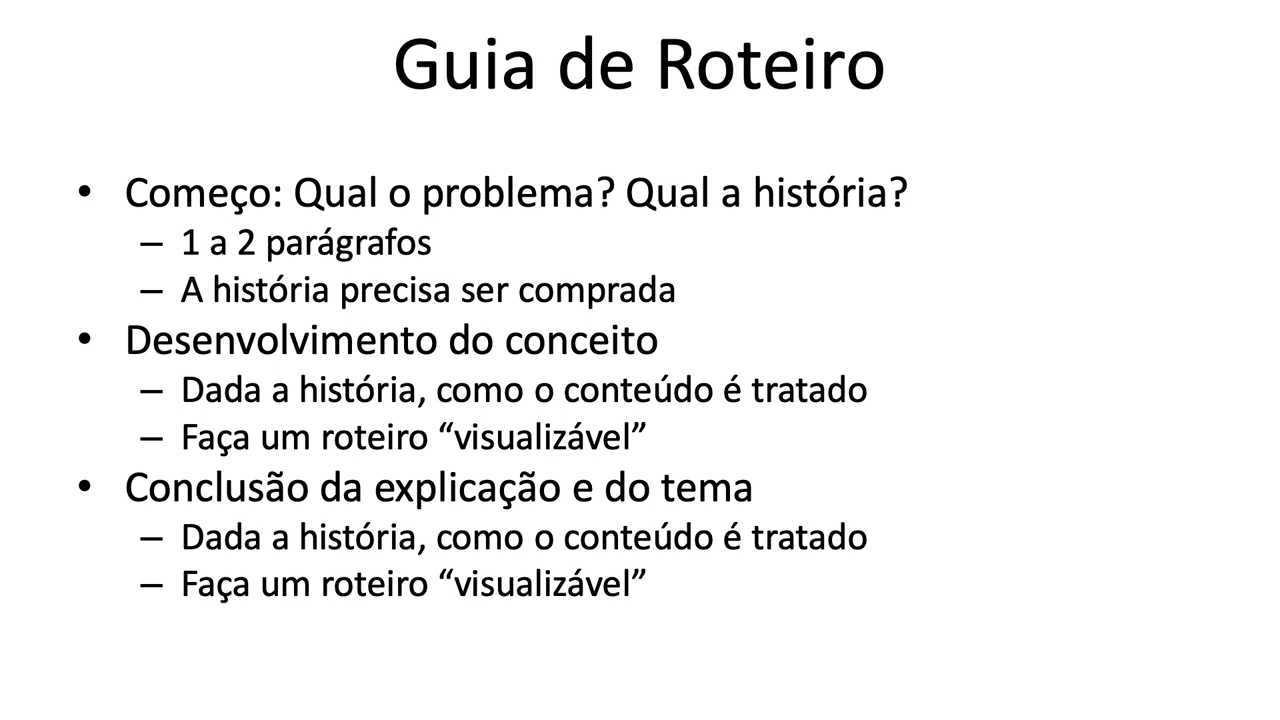 Guia de Roteiro
• Começo: Qual o problema? Qual a história?
– 1 a 2 parágrafos
– A história precisa ser comprada
• Desenvolvimento do conceito
– Dada a história, como o conteúdo é tratado
– Faça um roteiro “visualizável”
• Conclusão da explicação e do tema
– Dada a história, como o conteúdo é tratado
– Faça um roteiro “visualizável”